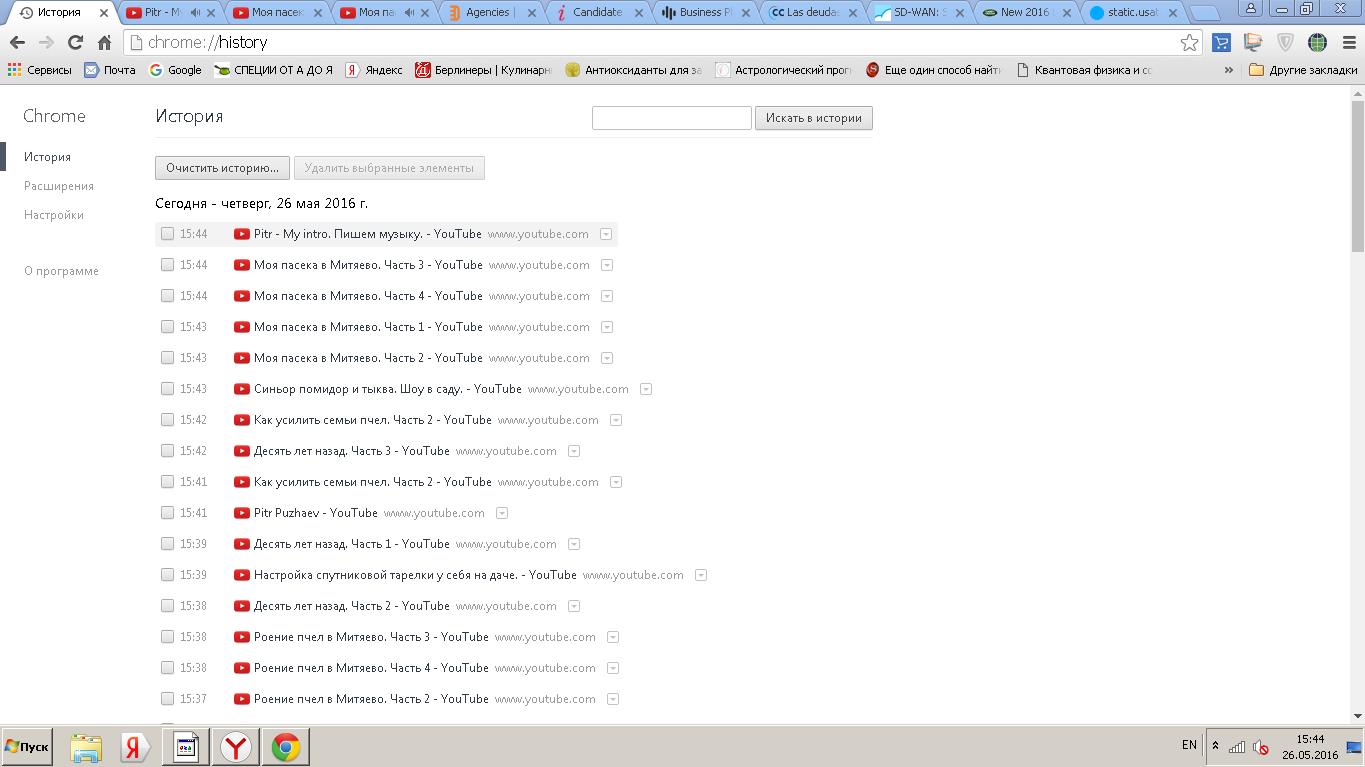 История
Pitr - My
Моя пасек
Моя па
Agencies |
Candidate
Business P
Las deuda
SD-WAN: S
New 2016
static.usat
chrome://history
Сервисы
Почта
Google
СПЕЦИИ ОТ А ДО Я
Яндекс
Берлинеры | Кулинарн
Антиоксиданты для за
Астрологический прог
Еще один способ найт
Квантовая физика и со
»
Другие закладки
Chrome
История
Искать в истории
История
Расширения
Настройки
О программе
Очистить историю...
Удалить выбранные элементы
Сегодня - четверг, 26 мая 2016 г.
15:44 Pitr - My intro. Пишем музыку. - YouTube www.youtube.com
15:44 Моя пасека в Митяево. Часть 3 - YouTube www.youtube.com
15:44 Моя пасека в Митяево. Часть 4 - YouTube www.youtube.com
15:43 Моя пасека в Митяево. Часть 1 - YouTube www.youtube.com
15:43 Моя пасека в Митяево. Часть 2 - YouTube www.youtube.com
15:43 Синьор помидор и тыква. Шоу в саду. - YouTube www.youtube.com
15:42 Как усилить семьи пчел. Часть 2 - YouTube www.youtube.com
15:42 Десять лет назад. Часть 3 - YouTube www.youtube.com
15:41 Как усилить семьи пчел. Часть 2 - YouTube www.youtube.com
15:41 Pitr Puzhaev - YouTube www.youtube.com
15:39 Десять лет назад. Часть 1 - YouTube www.youtube.com
15:39 Настройка спутниковой тарелки у себя на даче. - YouTube www.youtube.com
15:38 Десять лет назад. Часть 2 - YouTube www.youtube.com
15:38 Роение пчел в Митяево. Часть 3 - YouTube www.youtube.com
15:38 Роение пчел в Митяево. Часть 4 - YouTube www.youtube.com
15:37 Роение пчел в Митяево. Часть 2 - YouTube www.youtube.com
Пуск
EN
15:44
26.05.2016